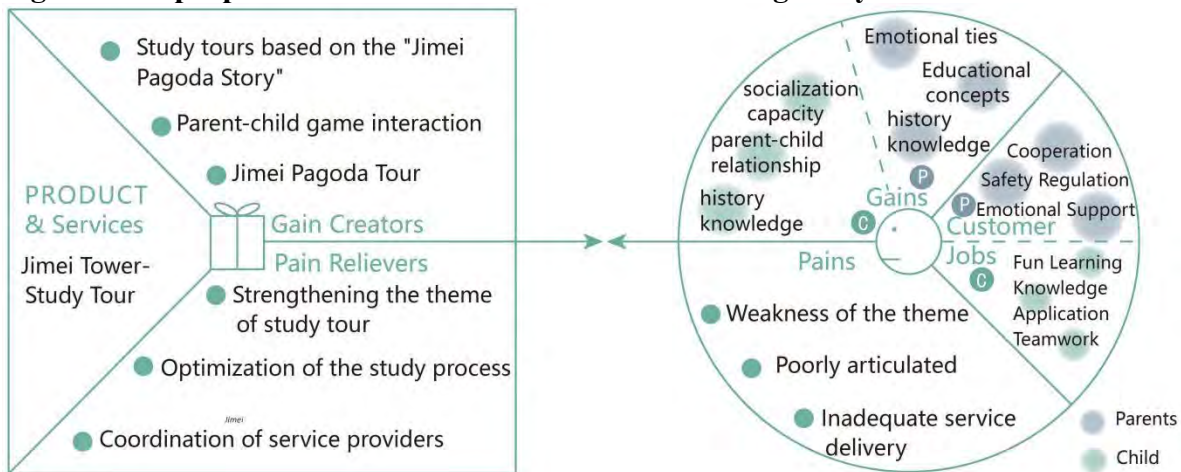 Study tours based on the "Jimei
Pagoda Story"
Parent-child game interaction
Jimei Pagoda Tour
PRODUCT
& Services
Jimei Tower-
Study Tour
Gain Creators
Pain Relievers
Strengthening the theme
of study tour
Optimization of the study process
Jimei
Coordination of service providers
Emotional ties
Educational
concepts
history
knowledge
socialization
capacity
parent-child
relationship
history
knowledge
P
Gains
C
Cooperation
Safety Regulation
P
Emotional Support
Customer
Jobs
C
Fun Learning
Knowledge
Application
Teamwork
Pains
Weakness of the theme
Poorly articulated
Inadequate service
delivery
Parents
Child